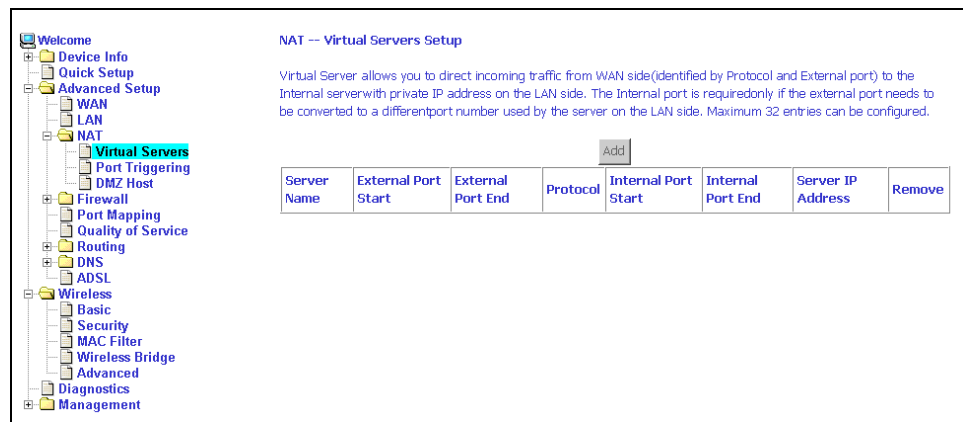 Welcome
Device Info
Quick Setup
Advanced Setup
WAN
LAN
NAT
Virtual Servers
Port Triggering
DMZ Host
Firewall
Port Mapping
Quality of Service
Routing
DNS
ADSL
Wireless
Basic
Security
MAC Filter
Wireless Bridge
Advanced
Diagnostics
Management
NAT -- Virtual Servers Setup
Virtual Server allows you to direct incoming traffic from WAN side(identified by Protocol and External port) to the
Internal serverwith private IP address on the LAN side. The Internal port is requiredonly if the external port needs to
be converted to a differentport number used by the server on the LAN side. Maximum 32 entries can be configured.
Add
Server Name External Port Start External Port End Protocol Internal Port Start Internal Port End Server IP Address Remove